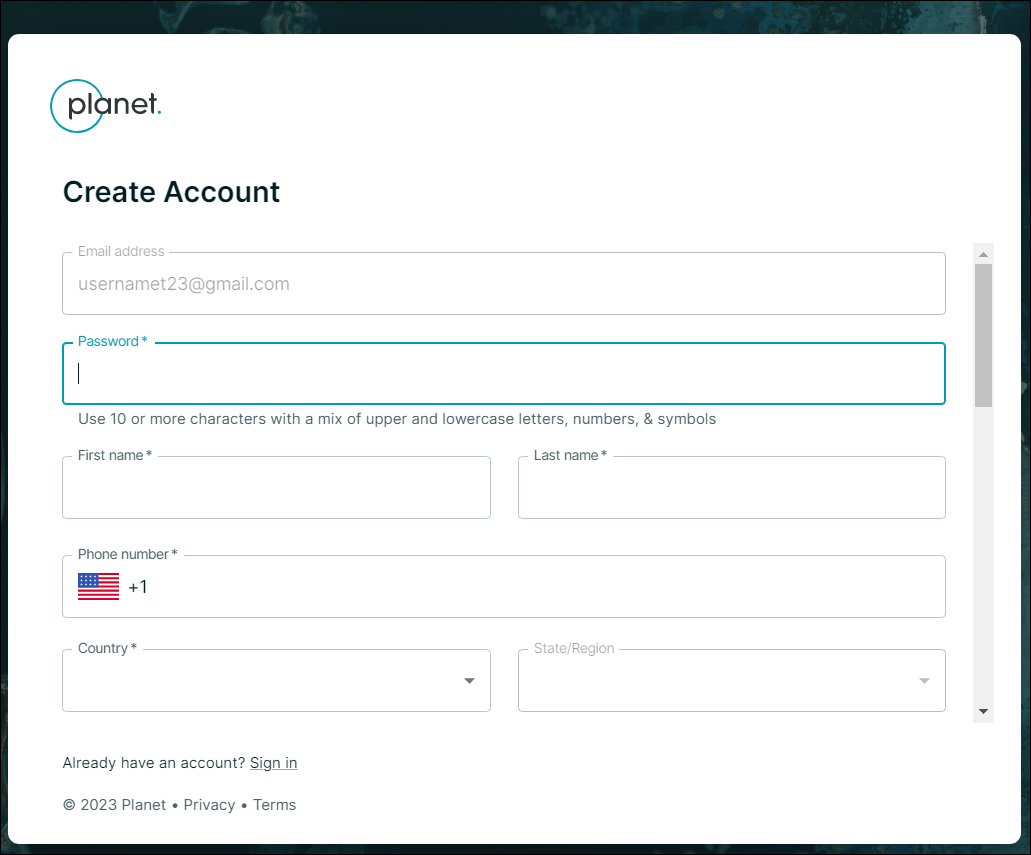 planet.
Create Account
Email address
usernamet23@gmail.com
Password *
Use 10 or more characters with a mix of upper and lowercase letters, numbers, & symbols
First name * Last name *
Phone number *
+1
Country * State/Region
Already have an account? Sign in
© 2023 Planet • Privacy • Terms